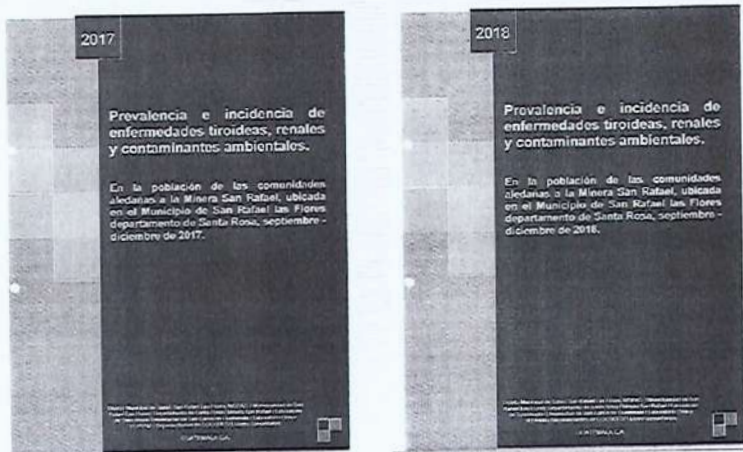 2017
Prevalencia e incidencia de
enfermedades tiroideas, renales
y contaminantes ambientales.
En la población de las comunidades
aledañas a la Minera San Rafael, ubicada
en el Municipio de San Rafael las Flores
departamento de Santa Rosa, septiembre -
diciembre de 2017.
GUATEMALA C.A.
2018
Prevalencia e incidencia de
enfermedades tiroideas, renales
y contaminantes ambientales.
En la población de las comunidades
aledañas a la Minera San Rafael, ubicada
en el Municipio de San Rafael las Flores
departamento de Santa Rosa, septiembre -
diciembre de 2018.
GUATEMALA C.A.